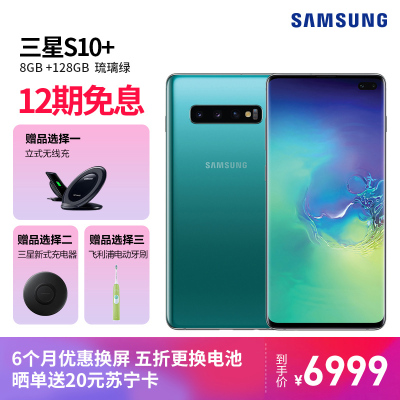 SAMSUNG
三星S10+
8GB +128GB 琉璃绿
12期免息
赠品选择一
立式无线充
赠品选择二
三星新式充电器
赠品选择三
飞利浦电动牙刷
SAMSUNG
6个月优惠换屏 五折更换电池
晒单送20元苏宁卡
到手价
¥6999